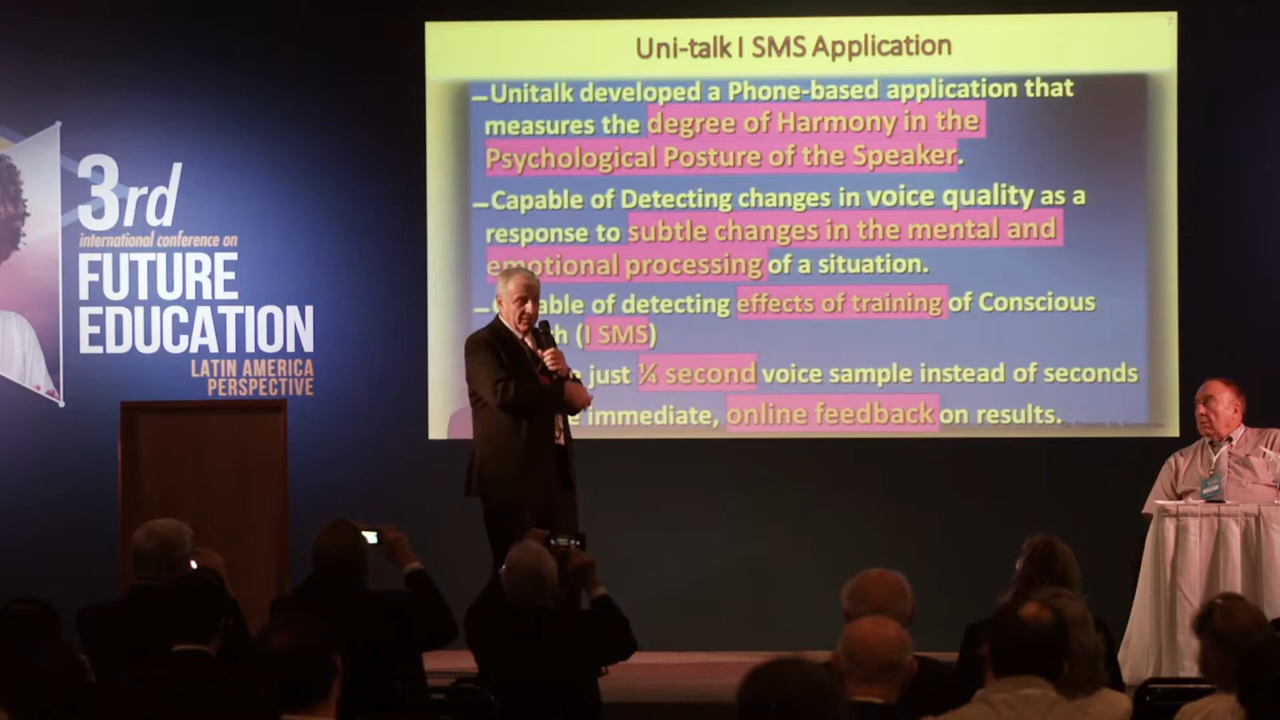 3rd
international conference on
FUTURE
EDUCATION
LATIN AMERICA
PERSPECTIVE
7
Uni-talk I SMS Application
–Unitalk developed a Phone-based application that
measures the degree of Harmony in the
Psychological Posture of the Speaker.
–Capable of Detecting changes in voice quality as a
response to subtle changes in the mental and
emotional processing of a situation.
–able of detecting effects of training of Conscious
(I SMS)
just ¼ second voice sample instead of seconds
immediate, online feedback on results.